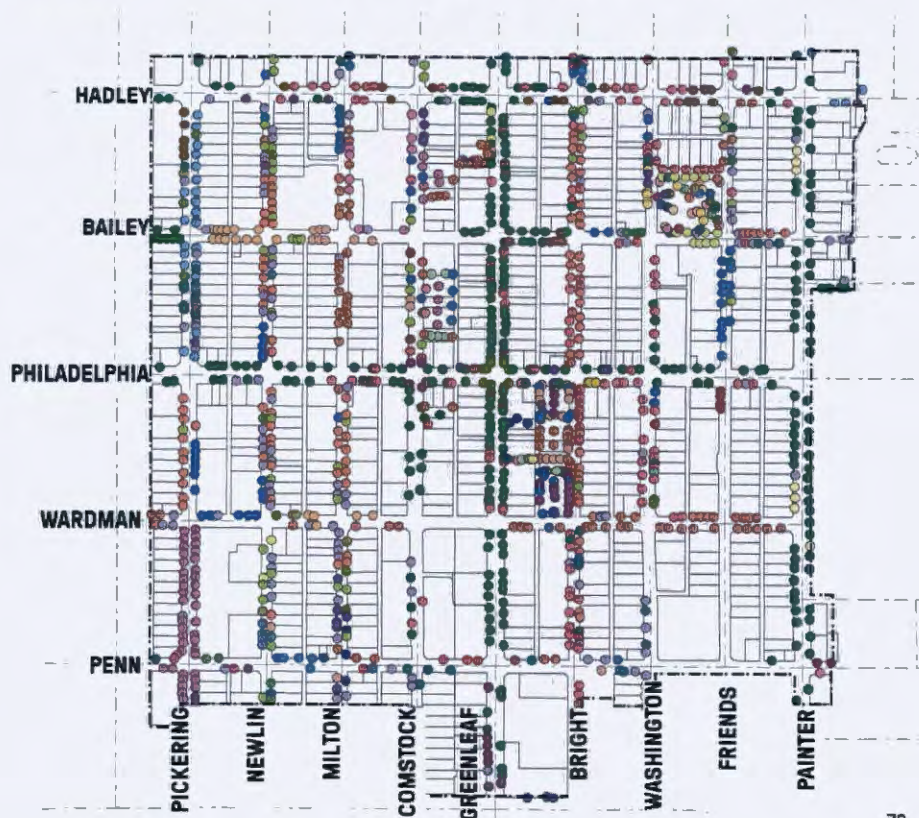 HADLEY
BAILEY
PHILADELPHIA
WARDMAN
PENN
PICKERING
NEWLIN
MILTON
COMSTOCK
GREENLEAF
BRIGHT
WASHINGTON
FRIENDS
PAINTER